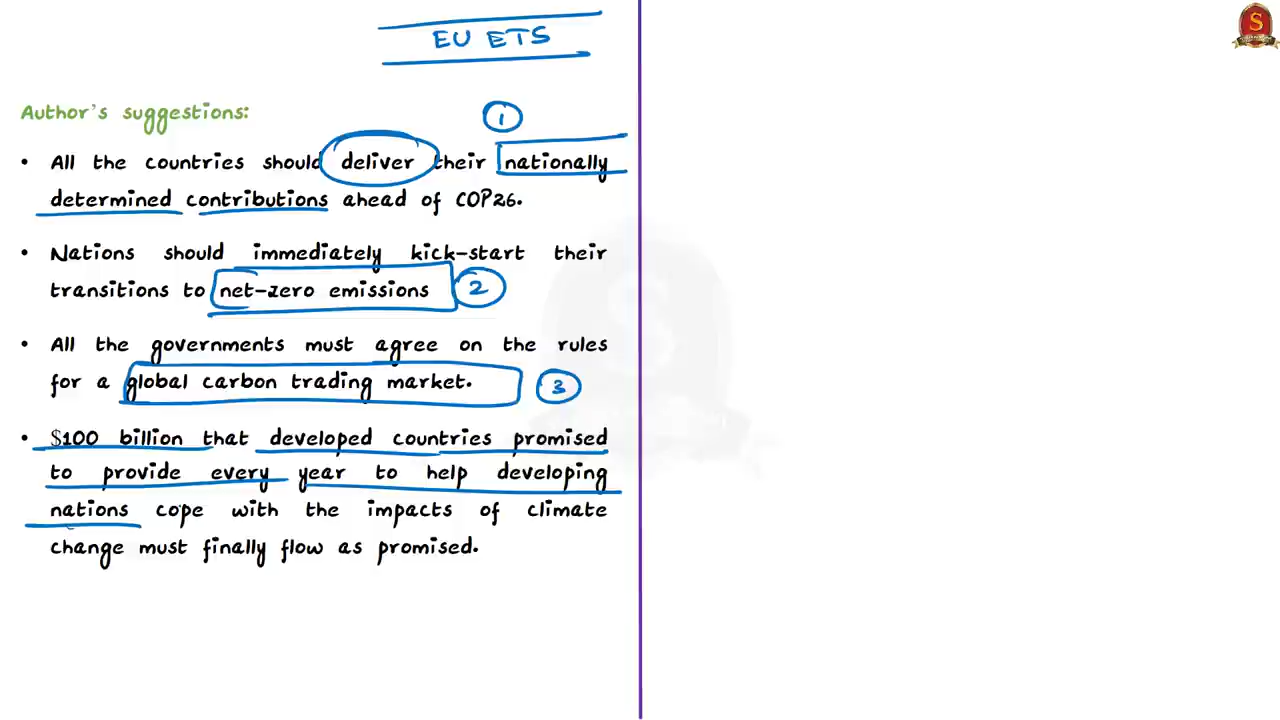 EU ETS
Author's suggestions:
1
• All the countries should deliver their nationally
determined contributions ahead of COP26.
• Nations should immediately kick-start their
transitions to net-zero emissions 2
• All the governments must agree on the rules
for a global carbon trading market. 3
• $100 billion that developed countries promised
to provide every year to help developing
nations cope with the impacts of climate
change must finally flow as promised.
S